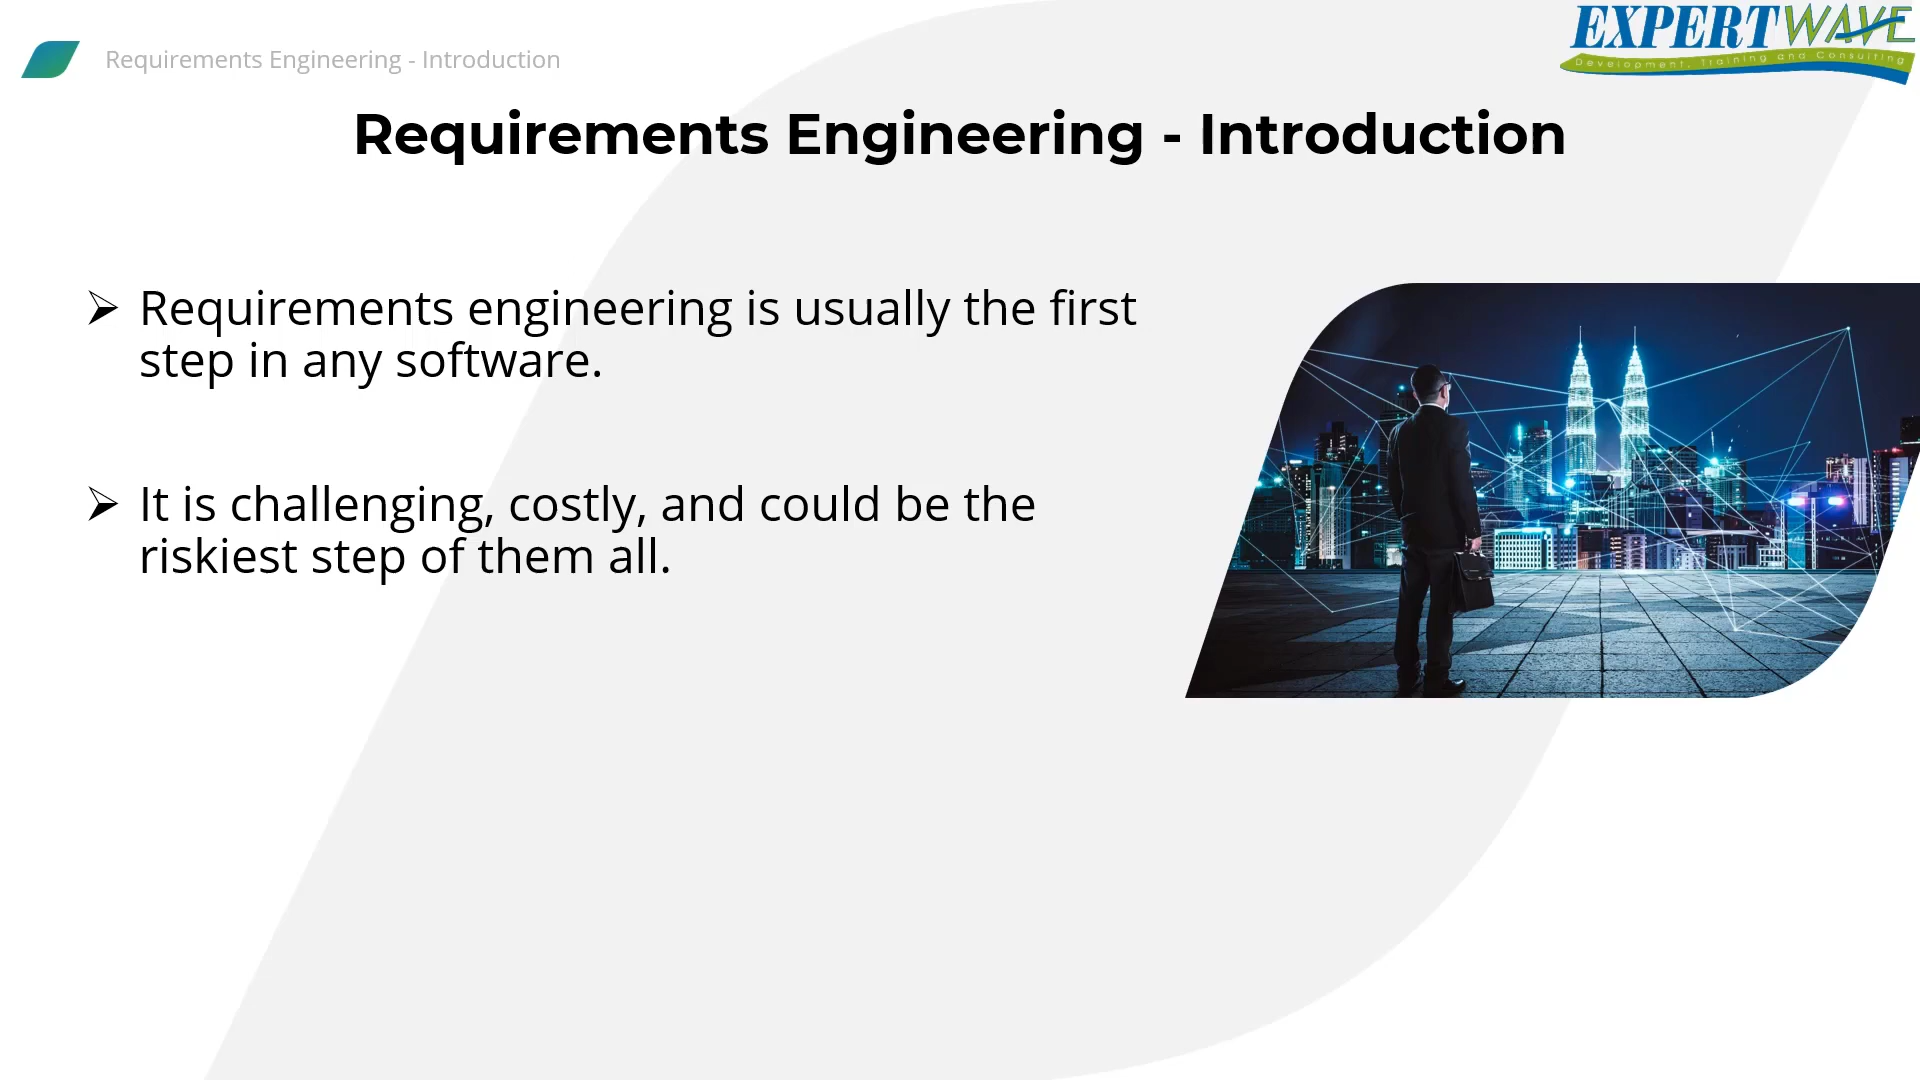 EXPERTWAVE
Development, Training and Consulting
Requirements Engineering - Introduction
Requirements Engineering - Introduction
Requirements engineering is usually the first
step in any software.
It is challenging, costly, and could be the
riskiest step of them all.